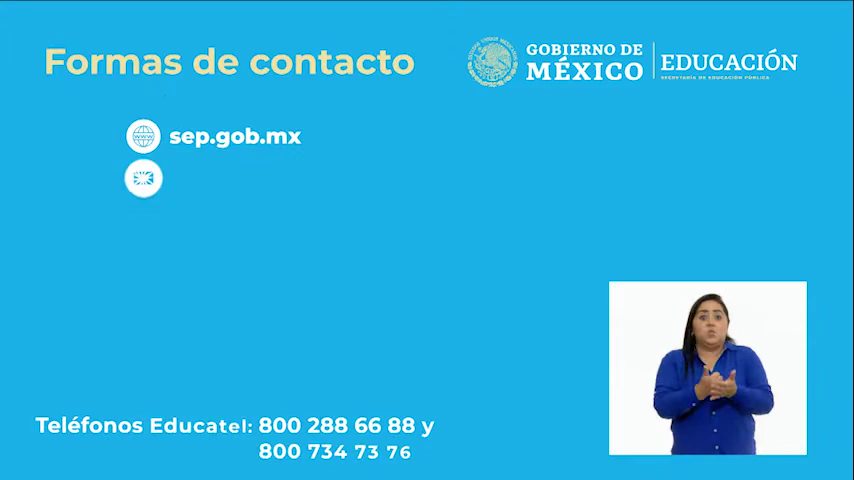 Formas de contacto
GOBIERNO DE
MÉXICO
EDUCACIÓN
SECRETARÍA DE EDUCACIÓN PÚBLICA
www
sep.gob.mx
Teléfonos Educatel: 800 288 66 88 y
800 734 73 76